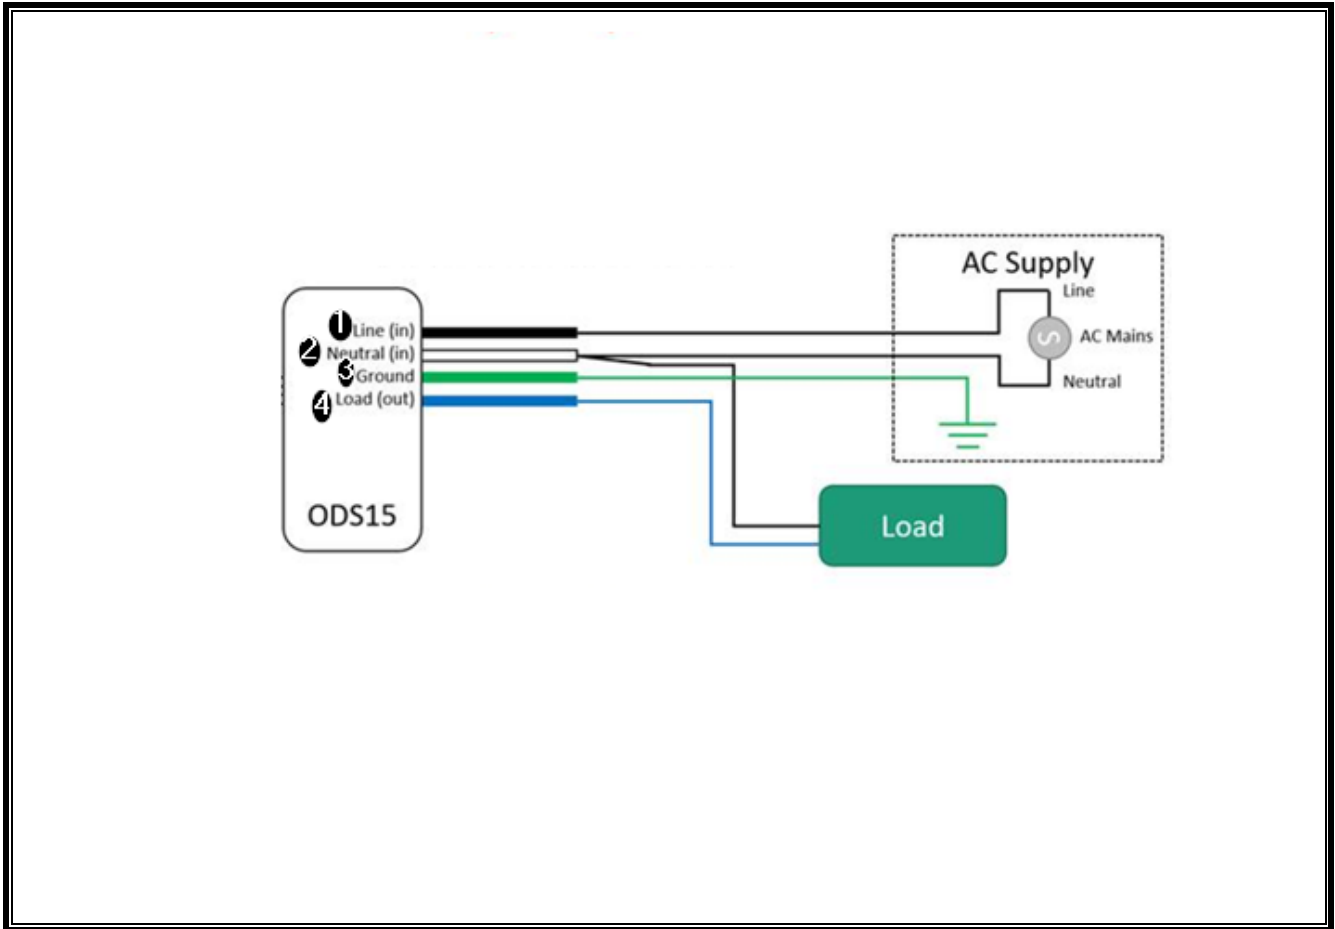 AC Supply
Line
1 Line (in)
AC Mains
2 Neutral (in)
3 Ground
Neutral
4 Load (out)
ODS15
Load